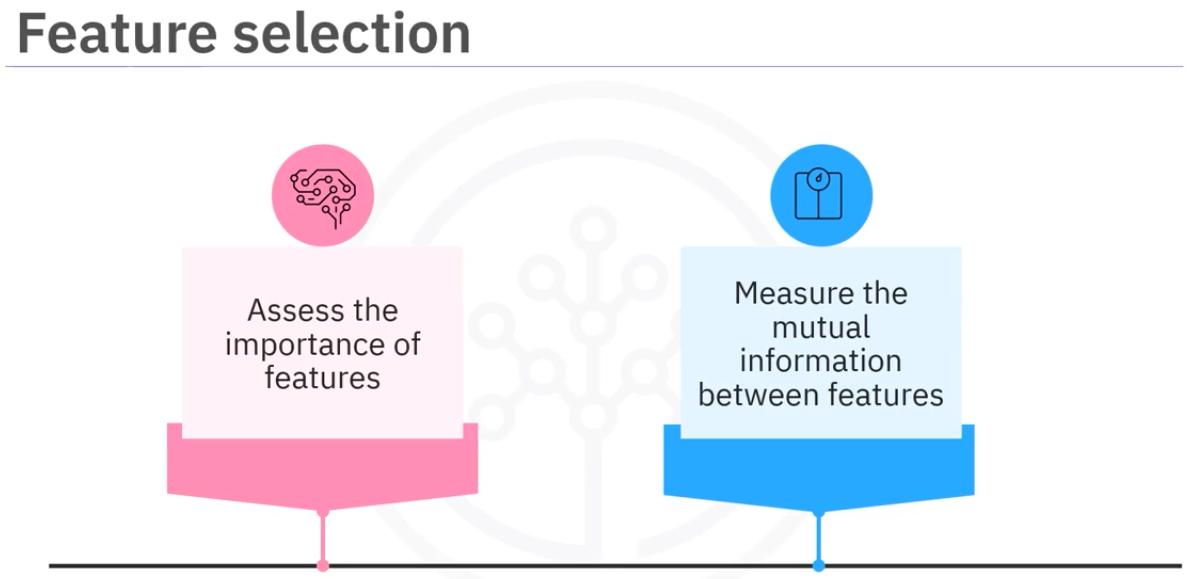 Feature selection
Assess the
importance of
features
Measure the
mutual
information
between features